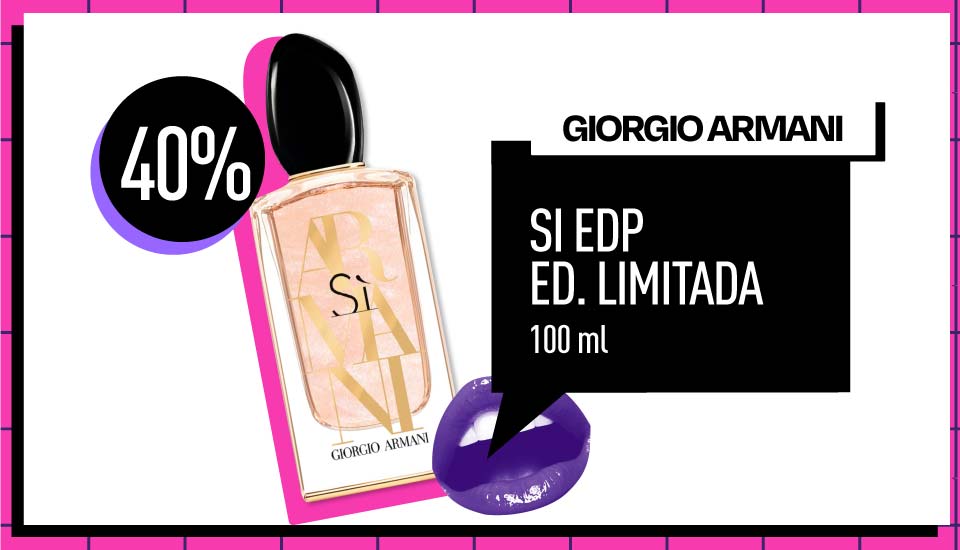 40%
ARMANI
Sì
GIORGIO ARMANI
GIORGIO ARMANI
SI EDP
ED. LIMITADA
100 ml